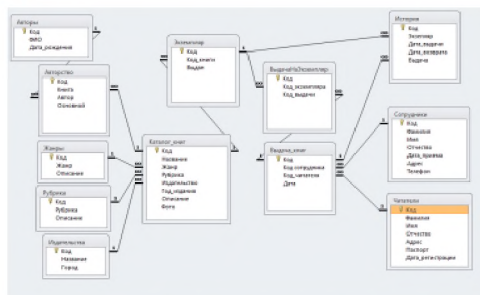 Авторы
Код
ФИО
Дата_рождения
Авторство
Код
Книга
Автор
Основной
Жанры
Код
Жанр
Описание
Рубрики
Код
Рубрика
Описание
Издательства
Код
Название
Город
Экземпляр
Код
Код_книги
Выдан
Каталог_книг
Код
Название
Жанр
Рубрика
Издательство
Год_издания
Описание
Фото
Код
Код_экземпляра
Код_выдачи
Выдача_книг
Код
Код_сотрудника
Код_читателя
Дата
История
Код
Экземпляр
Дата_выдачи
Дата_возврата
Выдача
Сотрудники
Код
Фамилия
Имя
Отчество
Дата_приема
Адрес
Телефон
Читатели
Код
Фамилия
Имя
Отчество
Адрес
Паспорт
Дата_регистрации